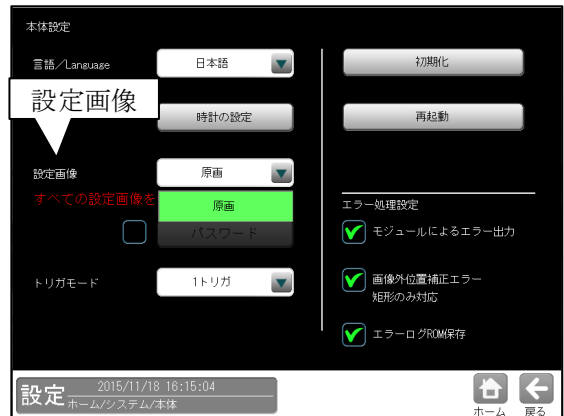 本体設定
言語/Language
日本語
設定画像
時計の設定
設定画像
原画
すべての設定画像を
原画
パスワード
トリガモード
1トリガ
初期化
再起動
エラー処理設定
モジュールによるエラー出力
画像外位置補正エラー
矩形のみ対応
エラーログROM保存
設定
2015/11/18 16:15:04
ホーム/システム/本体
ホーム
戻る